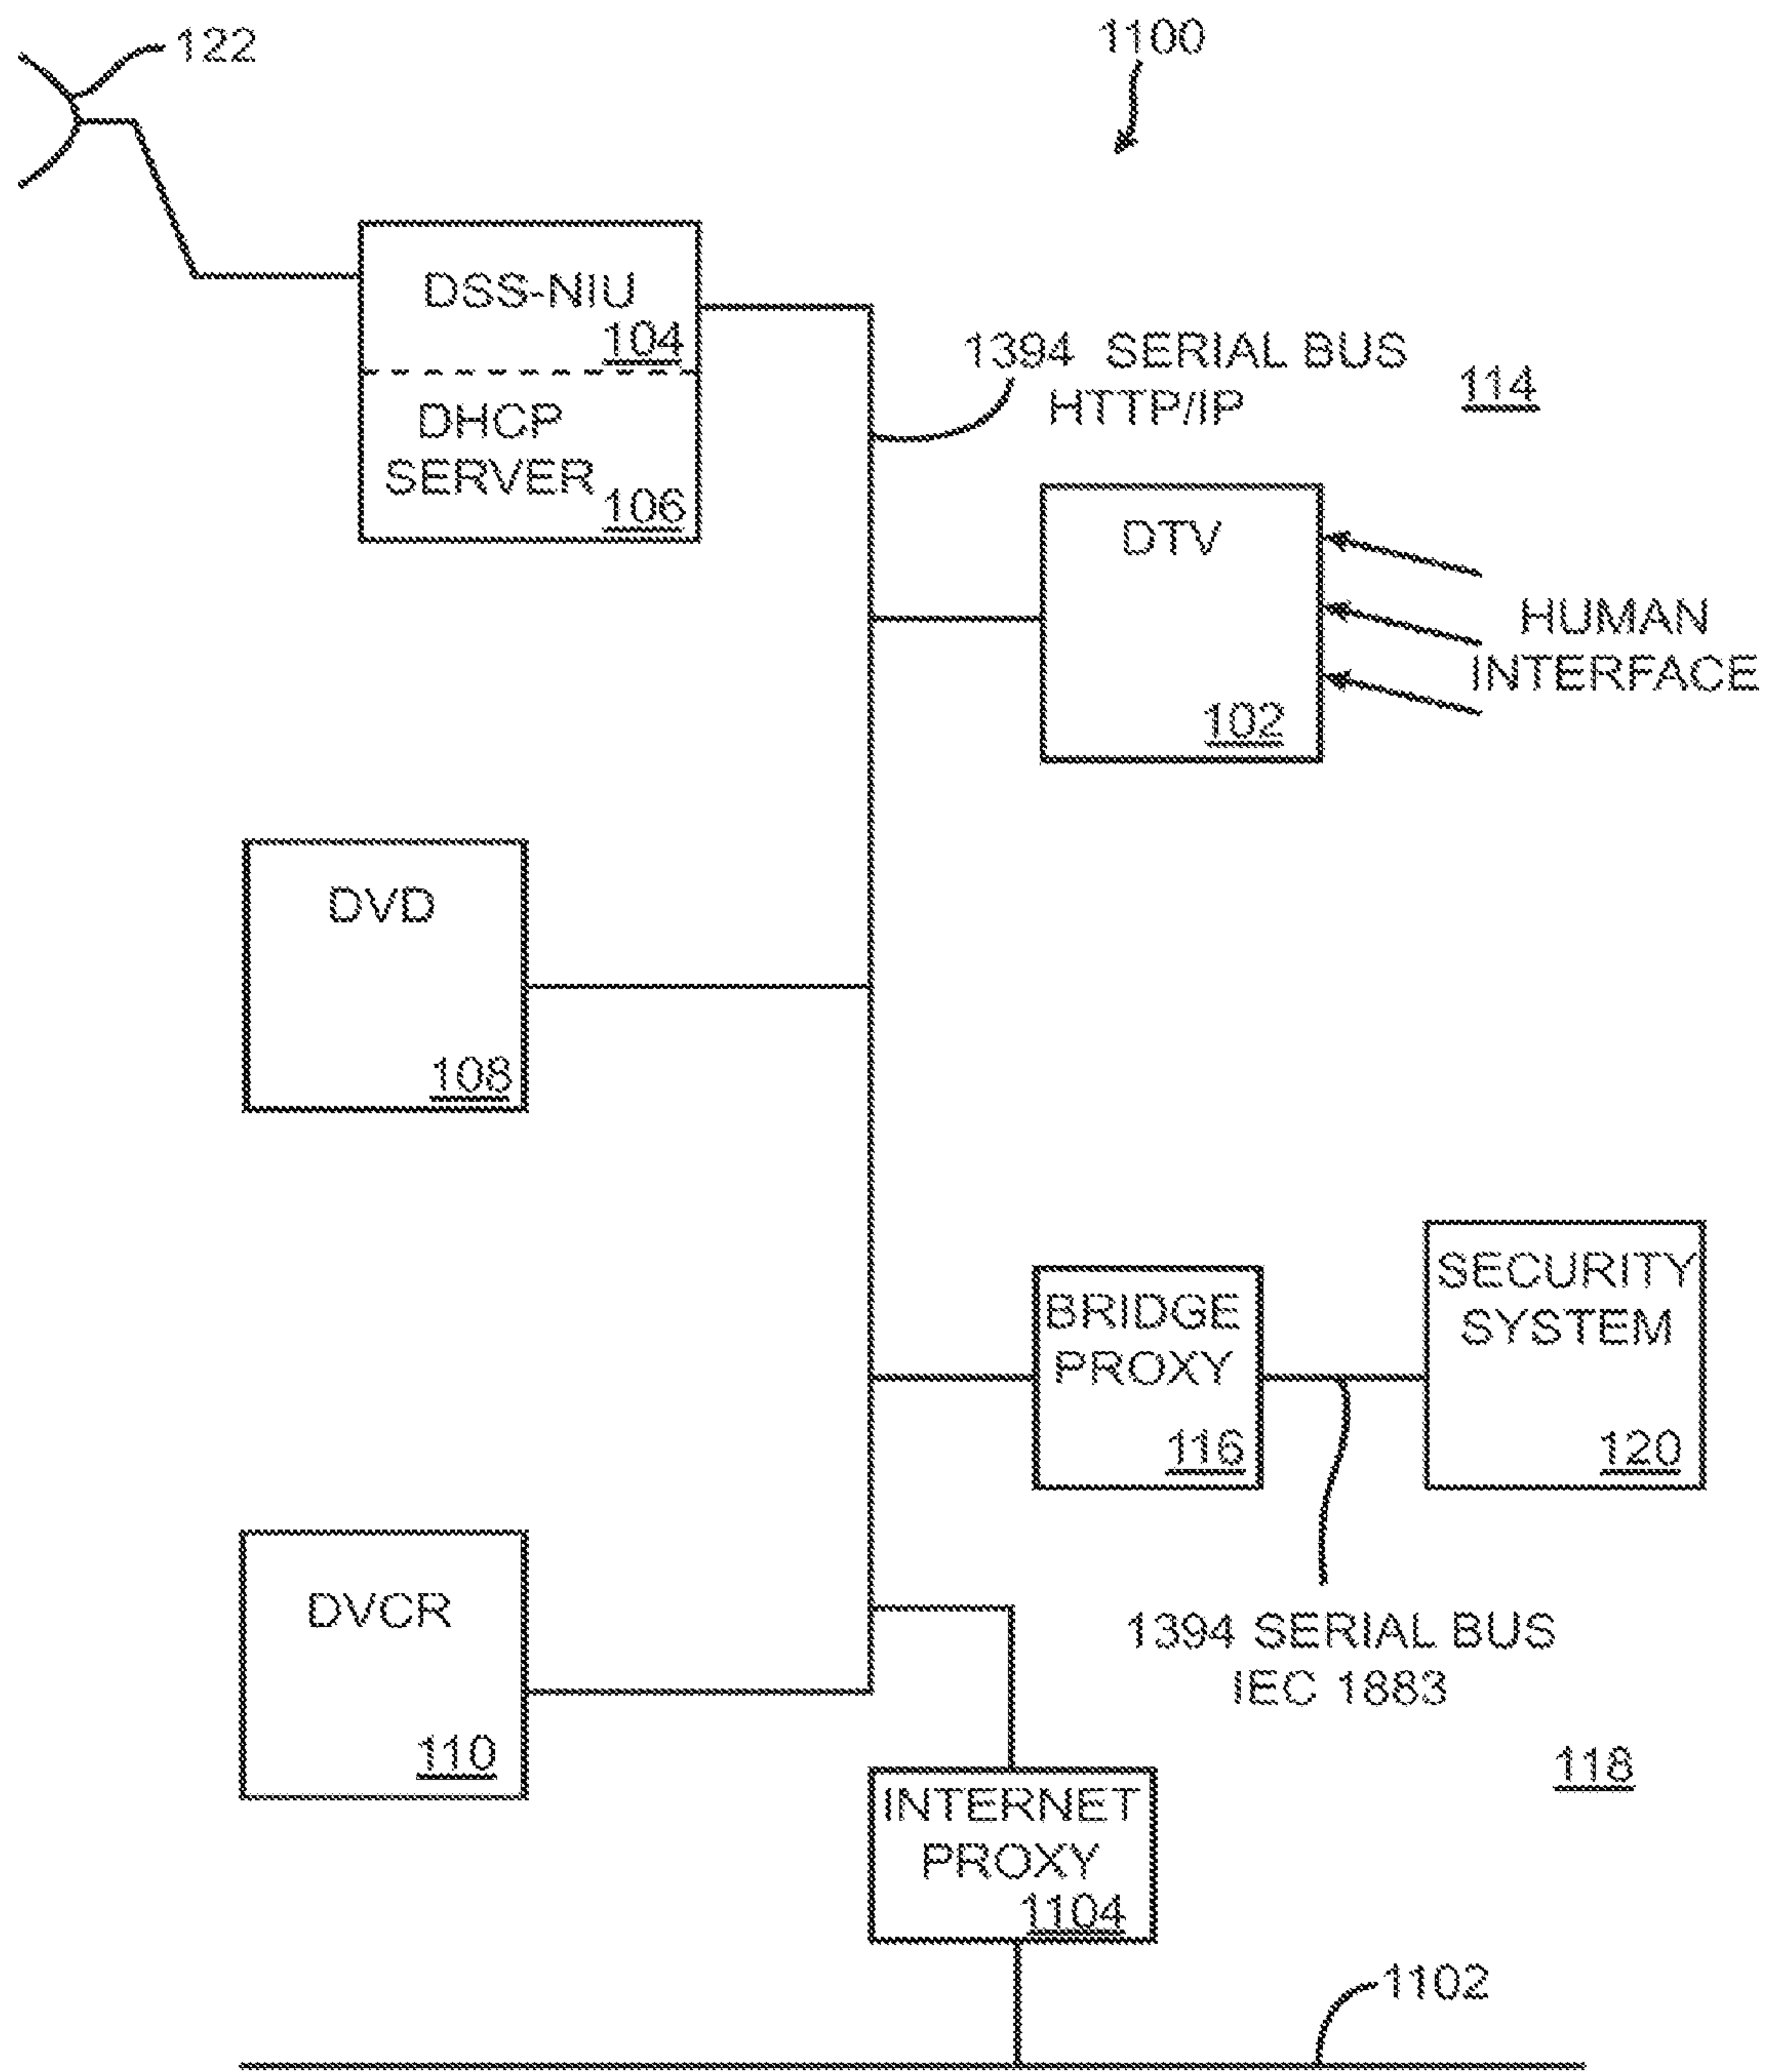 122
1100
DSS-NIU
104
DHCP
SERVER
106
1394 SERIAL BUS
HTTP/IP
114
DTV
102
HUMAN
INTERFACE
DVD
108
BRIDGE
PROXY
116
SECURITY
SYSTEM
120
1394 SERIAL BUS
IEC 1883
118
DVCR
110
INTERNET
PROXY
1104
1102